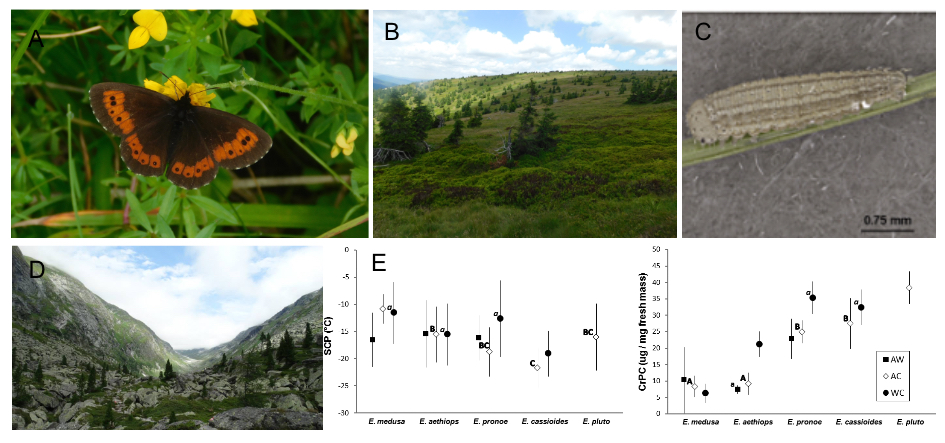 A
B
C
0.75 mm
D
E
SCP (°C)
0
-5
-10
-15
-20
-25
-30
a
B
a
BC
a
C
BC
E. medusa
E. aethiops
E. pronoe
E. cassioides
E. pluto
CrPC (ug / mg fresh mass)
50
45
40
35
30
25
20
15
10
5
0
A
a
A
B
a
B
a
AW
AC
WC
E. medusa
E. aethiops
E. pronoe
E. cassioides
E. pluto